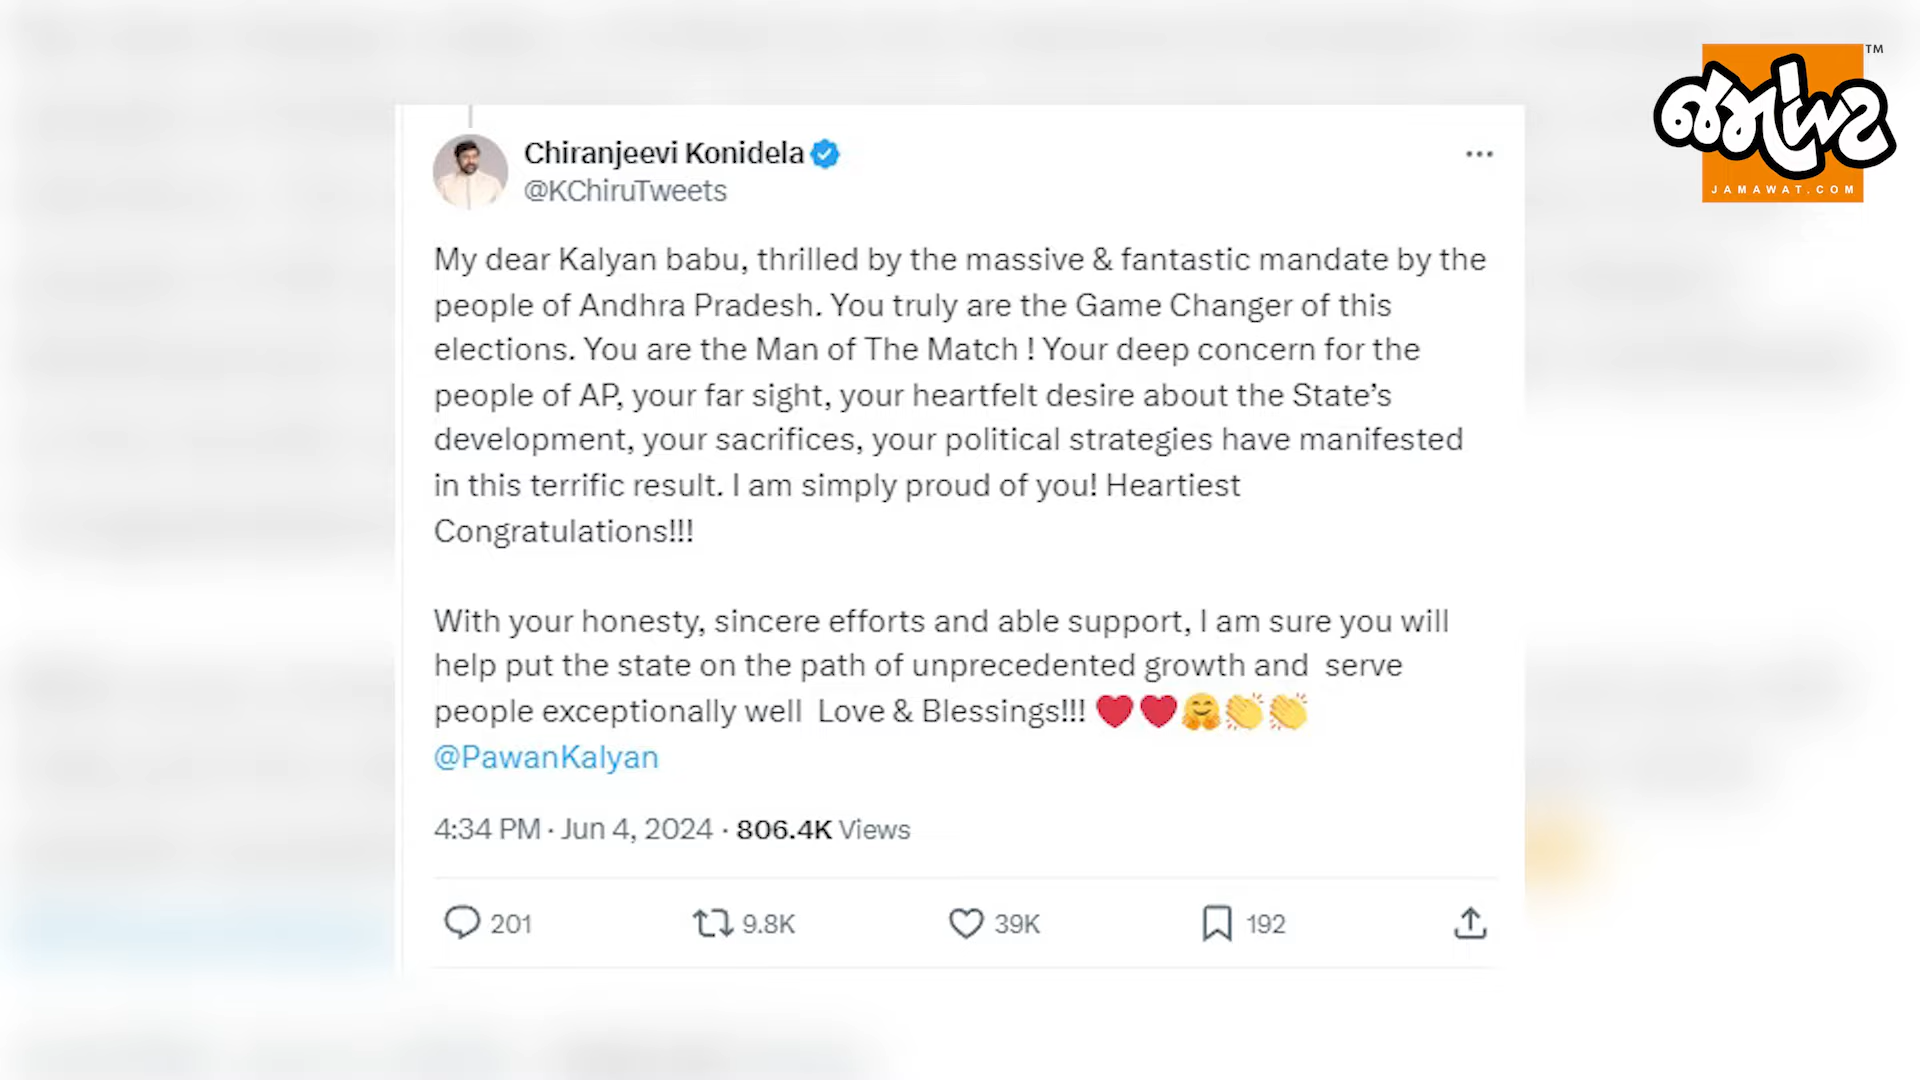 જમાવટ
TM
JAMAWAT.COM
Chiranjeevi Konidela
@KChiruTweets
My dear Kalyan babu, thrilled by the massive & fantastic mandate by the
people of Andhra Pradesh. You truly are the Game Changer of this
elections. You are the Man of The Match ! Your deep concern for the
people of AP, your far sight, your heartfelt desire about the State’s
development, your sacrifices, your political strategies have manifested
in this terrific result. I am simply proud of you! Heartiest
Congratulations!!!
With your honesty, sincere efforts and able support, I am sure you will
help put the state on the path of unprecedented growth and  serve
people exceptionally well  Love & Blessings!!! ❤️❤️🤗👏👏
@PawanKalyan
4:34 PM · Jun 4, 2024 · 806.4K Views
201 9.8K 39K 192